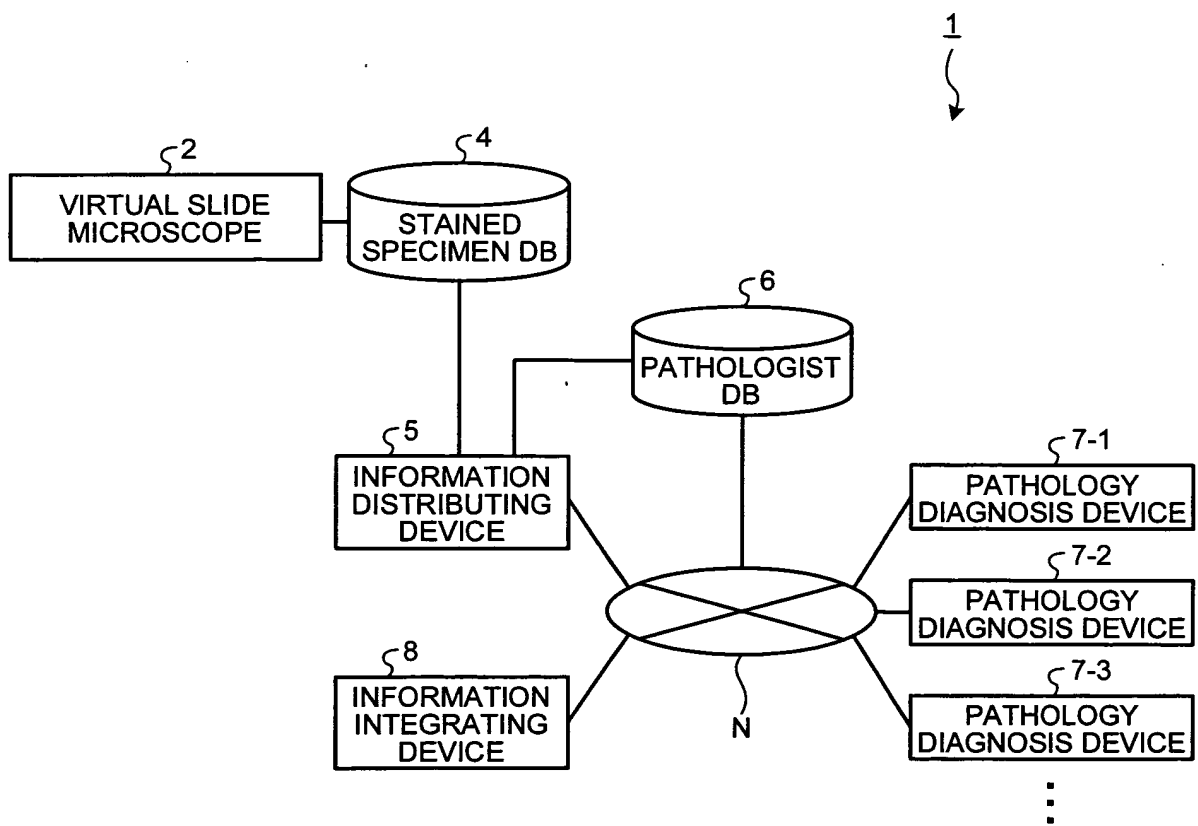 1
2
VIRTUAL SLIDE
MICROSCOPE
4
STAINED
SPECIMEN DB
6
PATHOLOGIST
DB
5
INFORMATION
DISTRIBUTING
DEVICE
7-1
PATHOLOGY
DIAGNOSIS DEVICE
7-2
PATHOLOGY
DIAGNOSIS DEVICE
8
INFORMATION
INTEGRATING
DEVICE
N
7-3
PATHOLOGY
DIAGNOSIS DEVICE